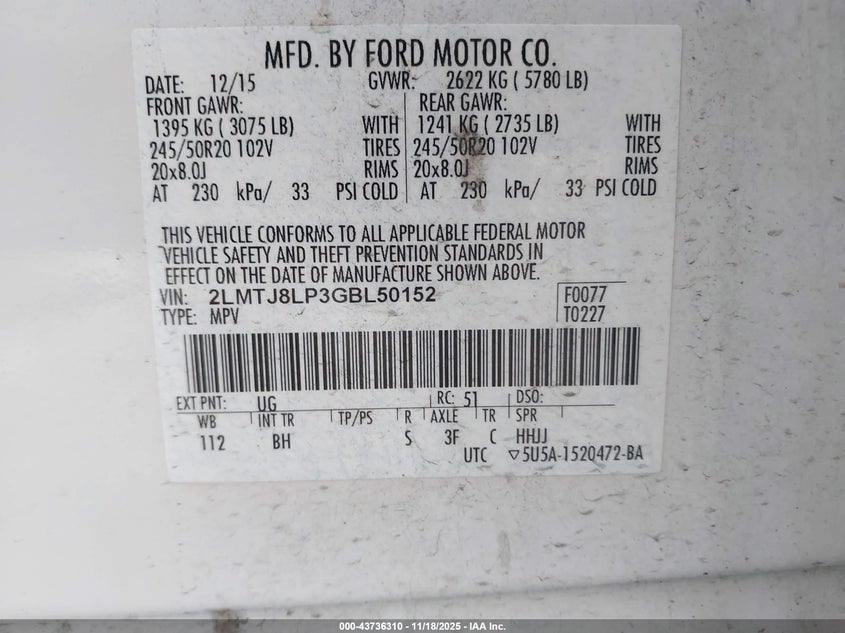 MFD. BY FORD MOTOR CO.
DATE: 12/15 GVWR: 2622 KG ( 5780 LB)
FRONT GAWR: REAR GAWR:
1395 KG ( 3075 LB) WITH 1241 KG ( 2735 LB) WITH
245/50R20 102V TIRES 245/50R20 102V TIRES
20x8.0J RIMS 20x8.0J RIMS
AT 230 kPa/ 33 PSI COLD AT 230 kPa/ 33 PSI COLD
THIS VEHICLE CONFORMS TO ALL APPLICABLE FEDERAL MOTOR
VEHICLE SAFETY AND THEFT PREVENTION STANDARDS IN
EFFECT ON THE DATE OF MANUFACTURE SHOWN ABOVE.
VIN: 2LMTJ8LP3GBL50152 F0077
TYPE: MPV T0227
EXT PNT: UG RC: 51 DSO:
WB INT TR TP/PS R AXLE TR SPR
112 BH S 3F C HHJJ
UTC ▽5U5A-1520472-BA
000-43736310 - 11/18/2025 - IAA Inc.